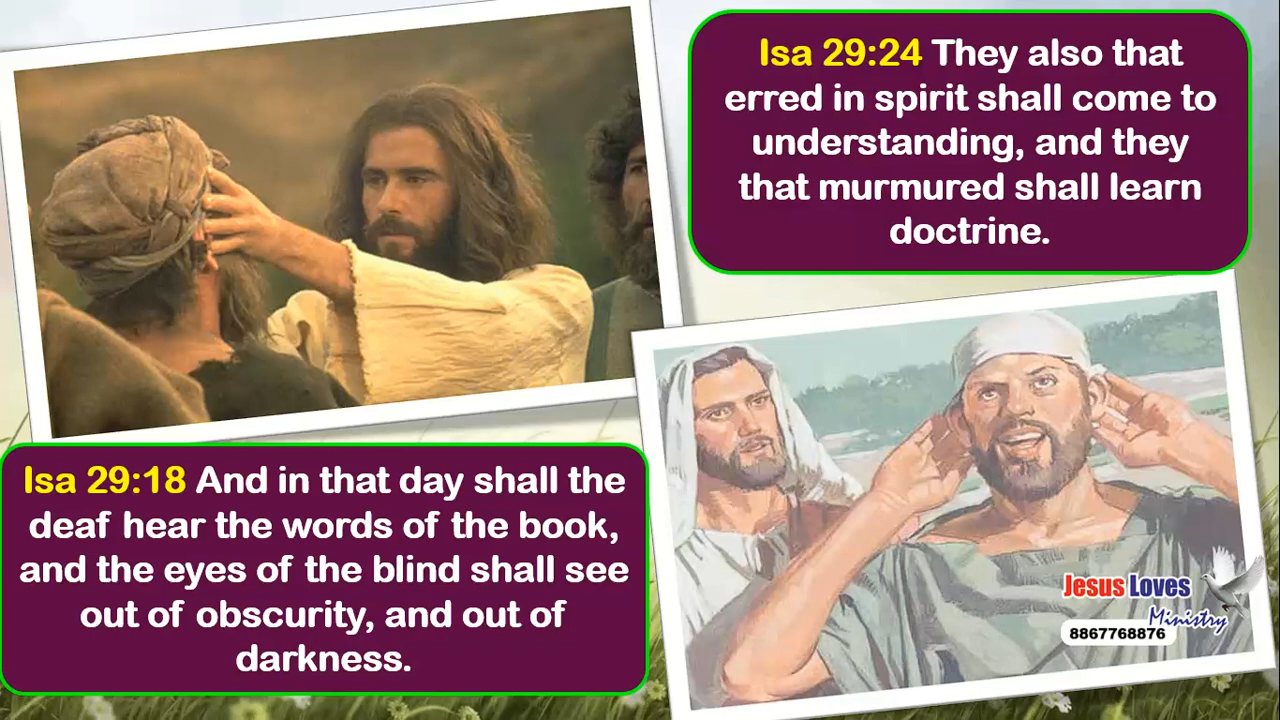 Isa 29:24 They also that
erred in spirit shall come to
understanding, and they
that murmured shall learn
doctrine.
Isa 29:18 And in that day shall the
deaf hear the words of the book,
and the eyes of the blind shall see
out of obscurity, and out of
darkness.
Jesus Loves
Ministry
8867768876